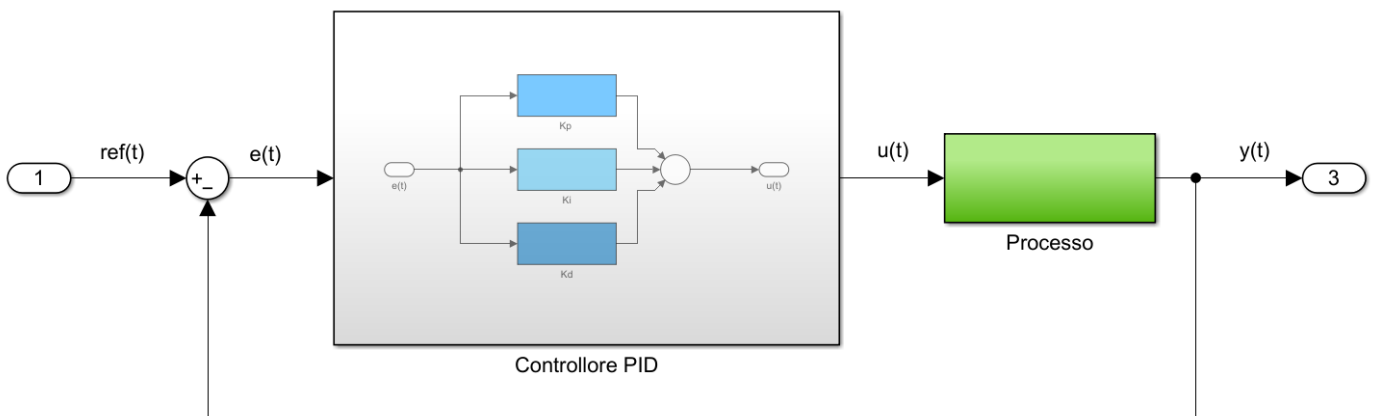 1
ref(t)
+
_
e(t)
Kp
e(t)
Ki
u(t)
Kd
Controllore PID
u(t)
Processo
y(t)
3